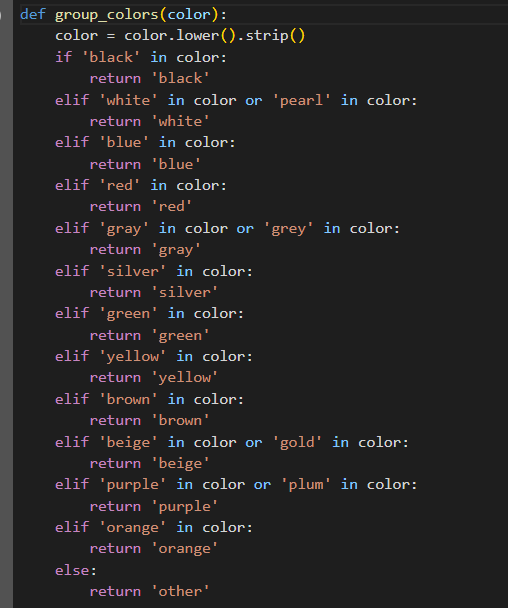 def group_colors(color):
    color = color.lower().strip()
    if 'black' in color:
        return 'black'
    elif 'white' in color or 'pearl' in color:
        return 'white'
    elif 'blue' in color:
        return 'blue'
    elif 'red' in color:
        return 'red'
    elif 'gray' in color or 'grey' in color:
        return 'gray'
    elif 'silver' in color:
        return 'silver'
    elif 'green' in color:
        return 'green'
    elif 'yellow' in color:
        return 'yellow'
    elif 'brown' in color:
        return 'brown'
    elif 'beige' in color or 'gold' in color:
        return 'beige'
    elif 'purple' in color or 'plum' in color:
        return 'purple'
    elif 'orange' in color:
        return 'orange'
    else:
        return 'other'